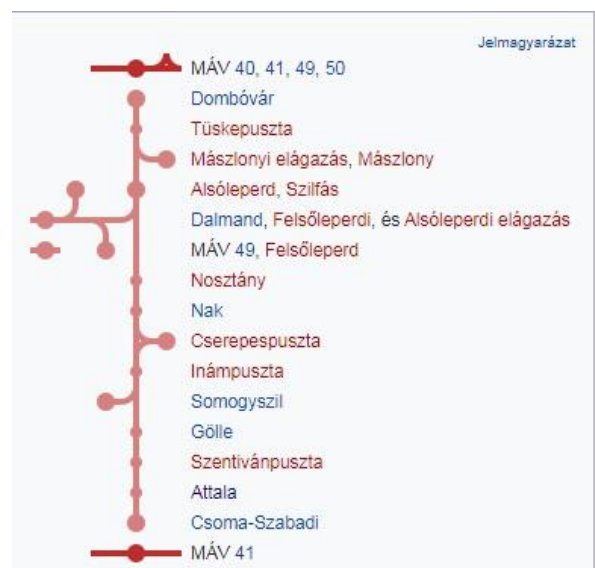 Jelmagyarázat
MÁV 40, 41, 49, 50
Dombóvár
Tüskepuszta
Mászlonyi elágazás, Mászlony
Alsóleperd, Szilfás
Dalmand, Felsőleperdi, és Alsóleperdi elágazás
MÁV 49, Felsőleperd
Nosztány
Nak
Cserepespuszta
Inámpuszta
Somogyszil
Gölle
Szentivánpuszta
Attala
Csoma-Szabadi
MÁV 41